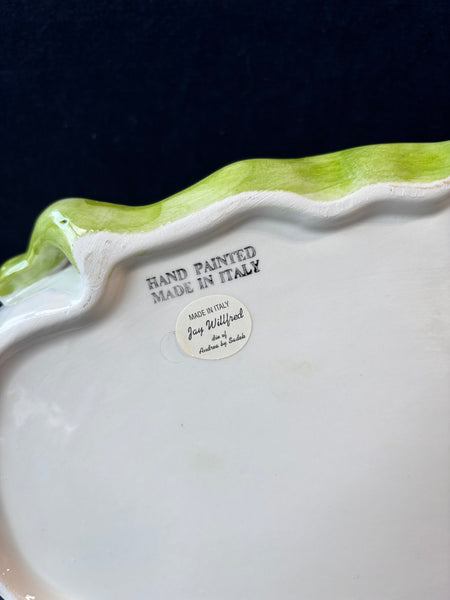 HAND PAINTED
MADE IN ITALY
MADE IN ITALY
Jay Willfred
div of
Andrea by Sadek